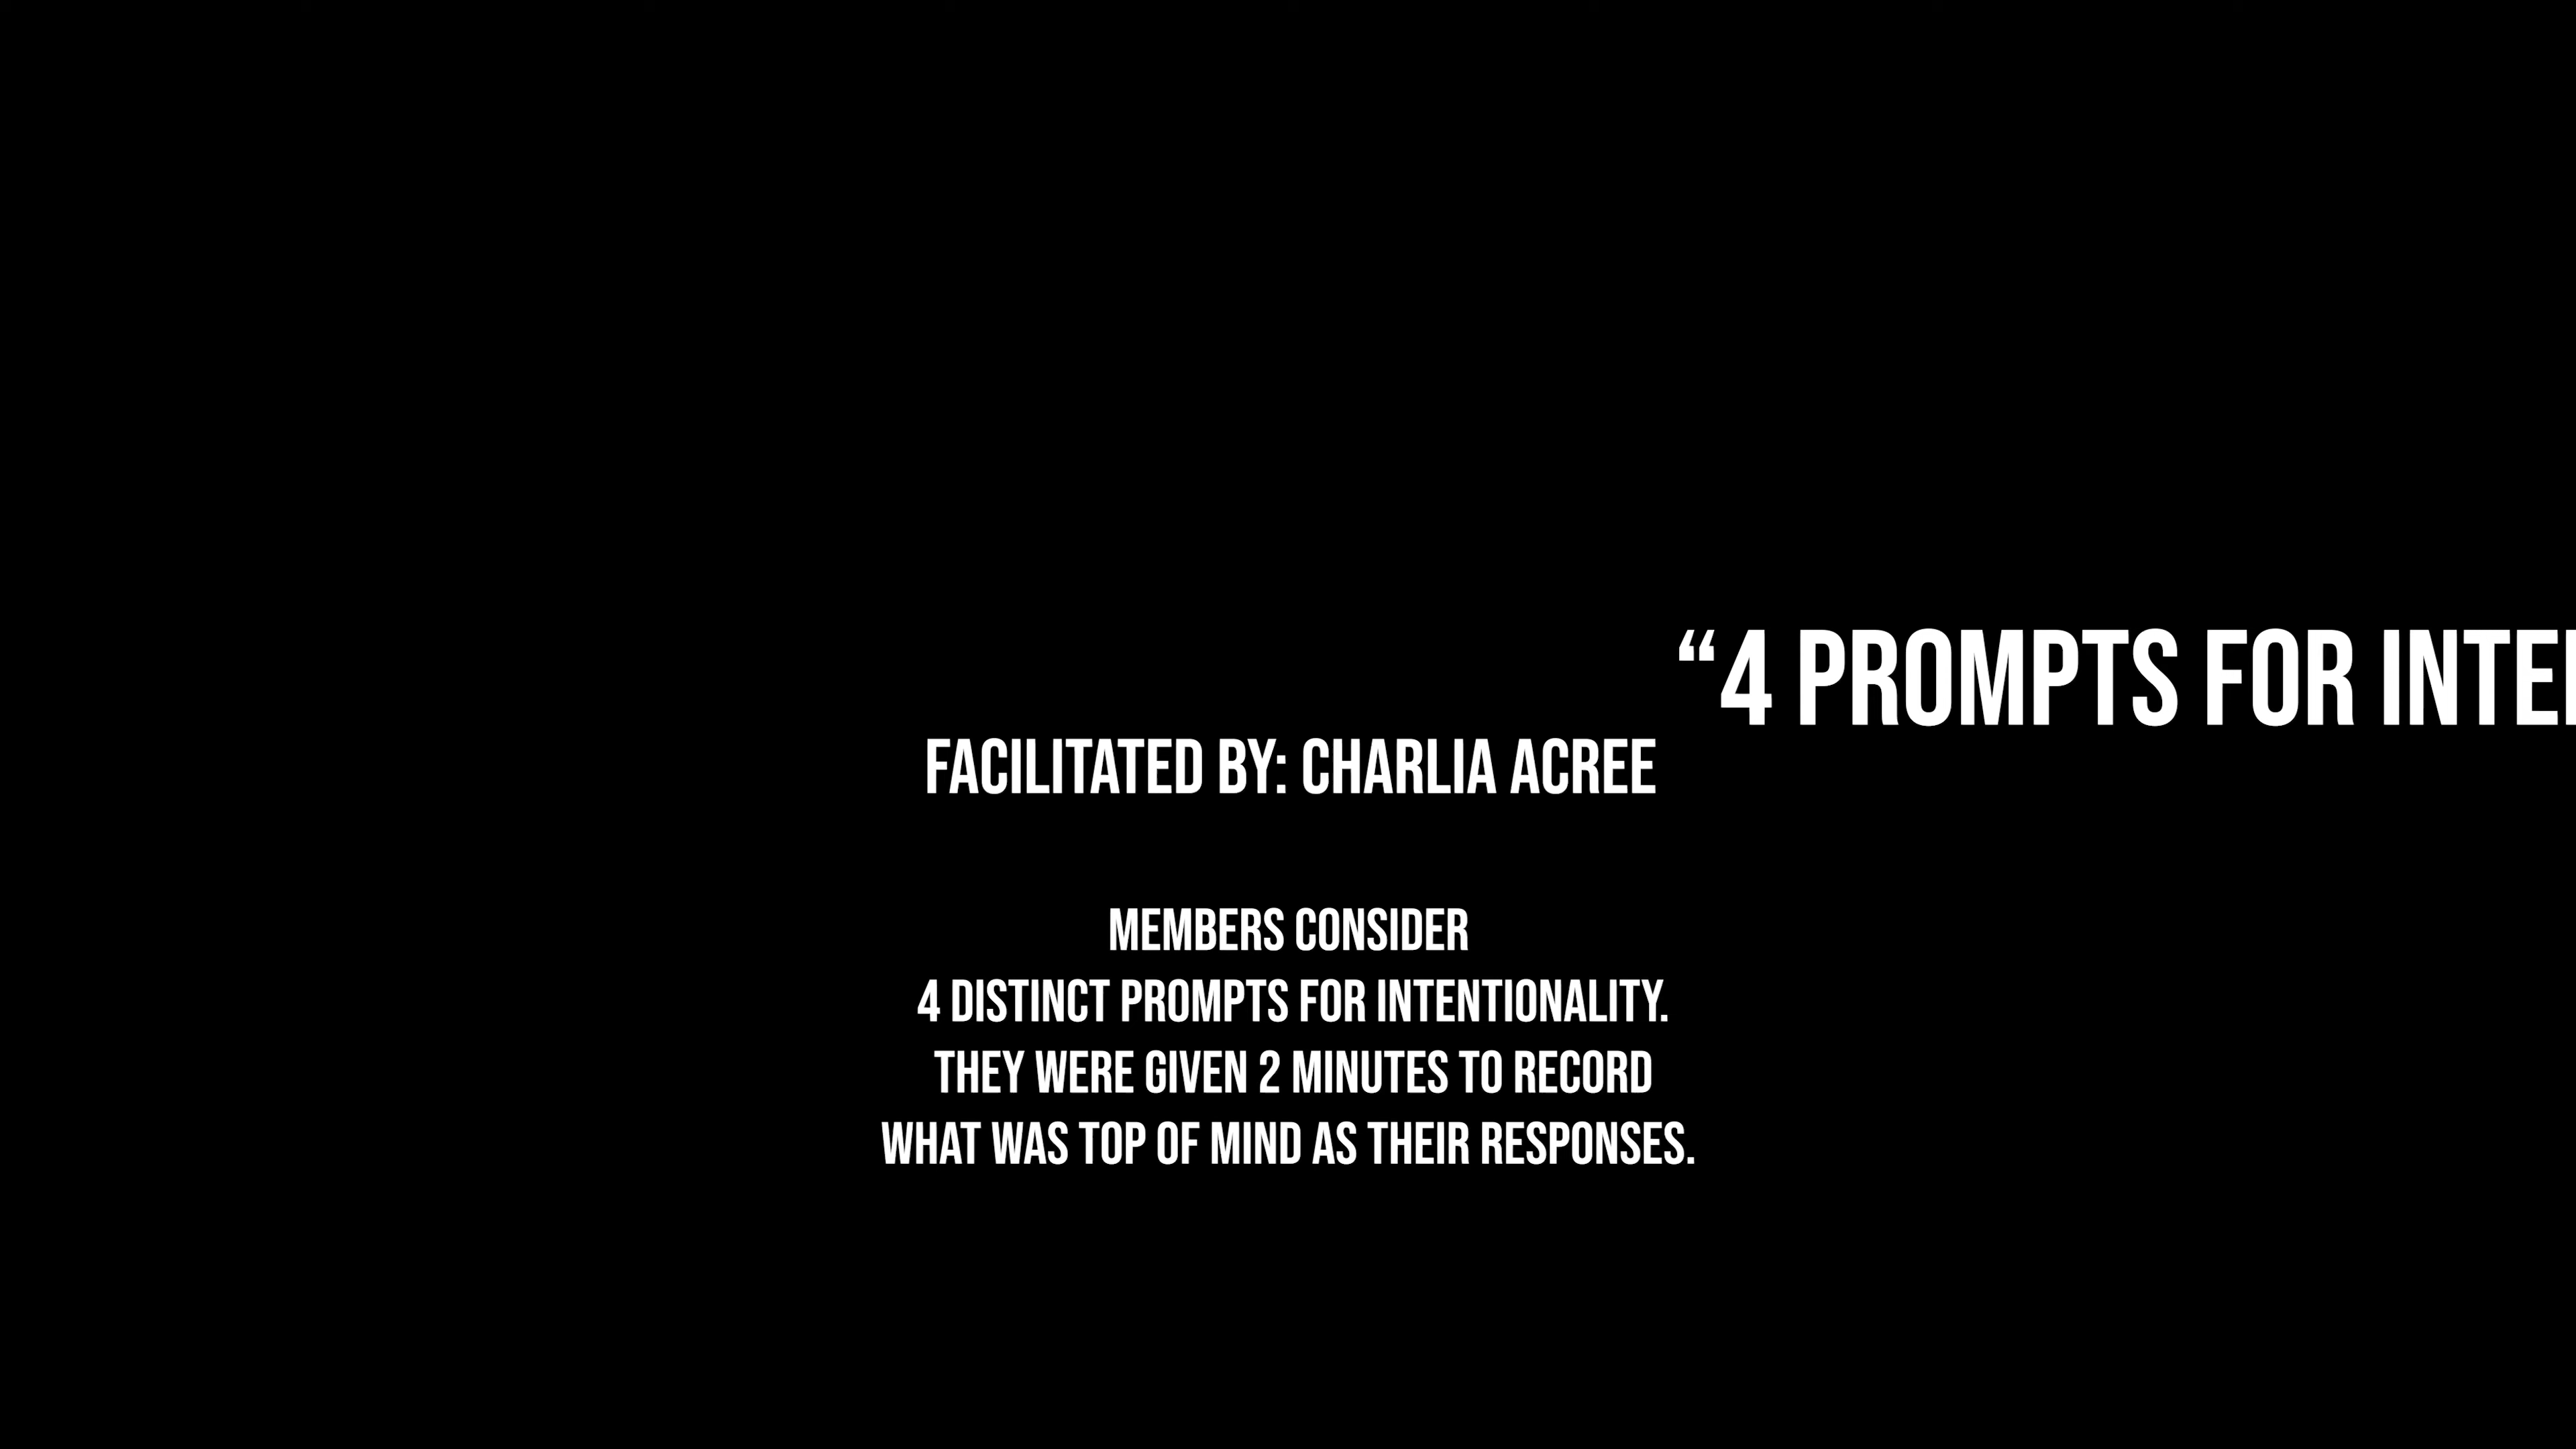 “4 PROMPTS FOR INTE
FACILITATED BY: CHARLIA ACREE
MEMBERS CONSIDER
4 DISTINCT PROMPTS FOR INTENTIONALITY.
THEY WERE GIVEN 2 MINUTES TO RECORD
WHAT WAS TOP OF MIND AS THEIR RESPONSES.